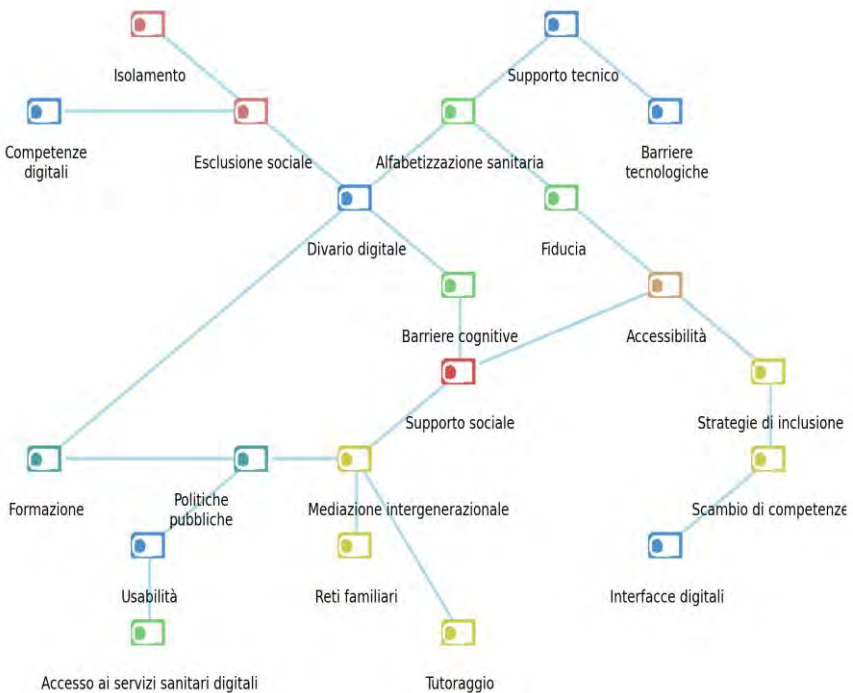 Isolamento
Supporto tecnico
Competenze
digitali
Esclusione sociale
Alfabetizzazione sanitaria
Barriere
tecnologiche
Divario digitale
Fiducia
Barriere cognitive
Accessibilità
Supporto sociale
Strategie di inclusione
Formazione
Politiche
pubbliche
Mediazione intergenerazionale
Scambio di competenze
Usabilità
Reti familiari
Interfacce digitali
Accesso ai servizi sanitari digitali
Tutoraggio